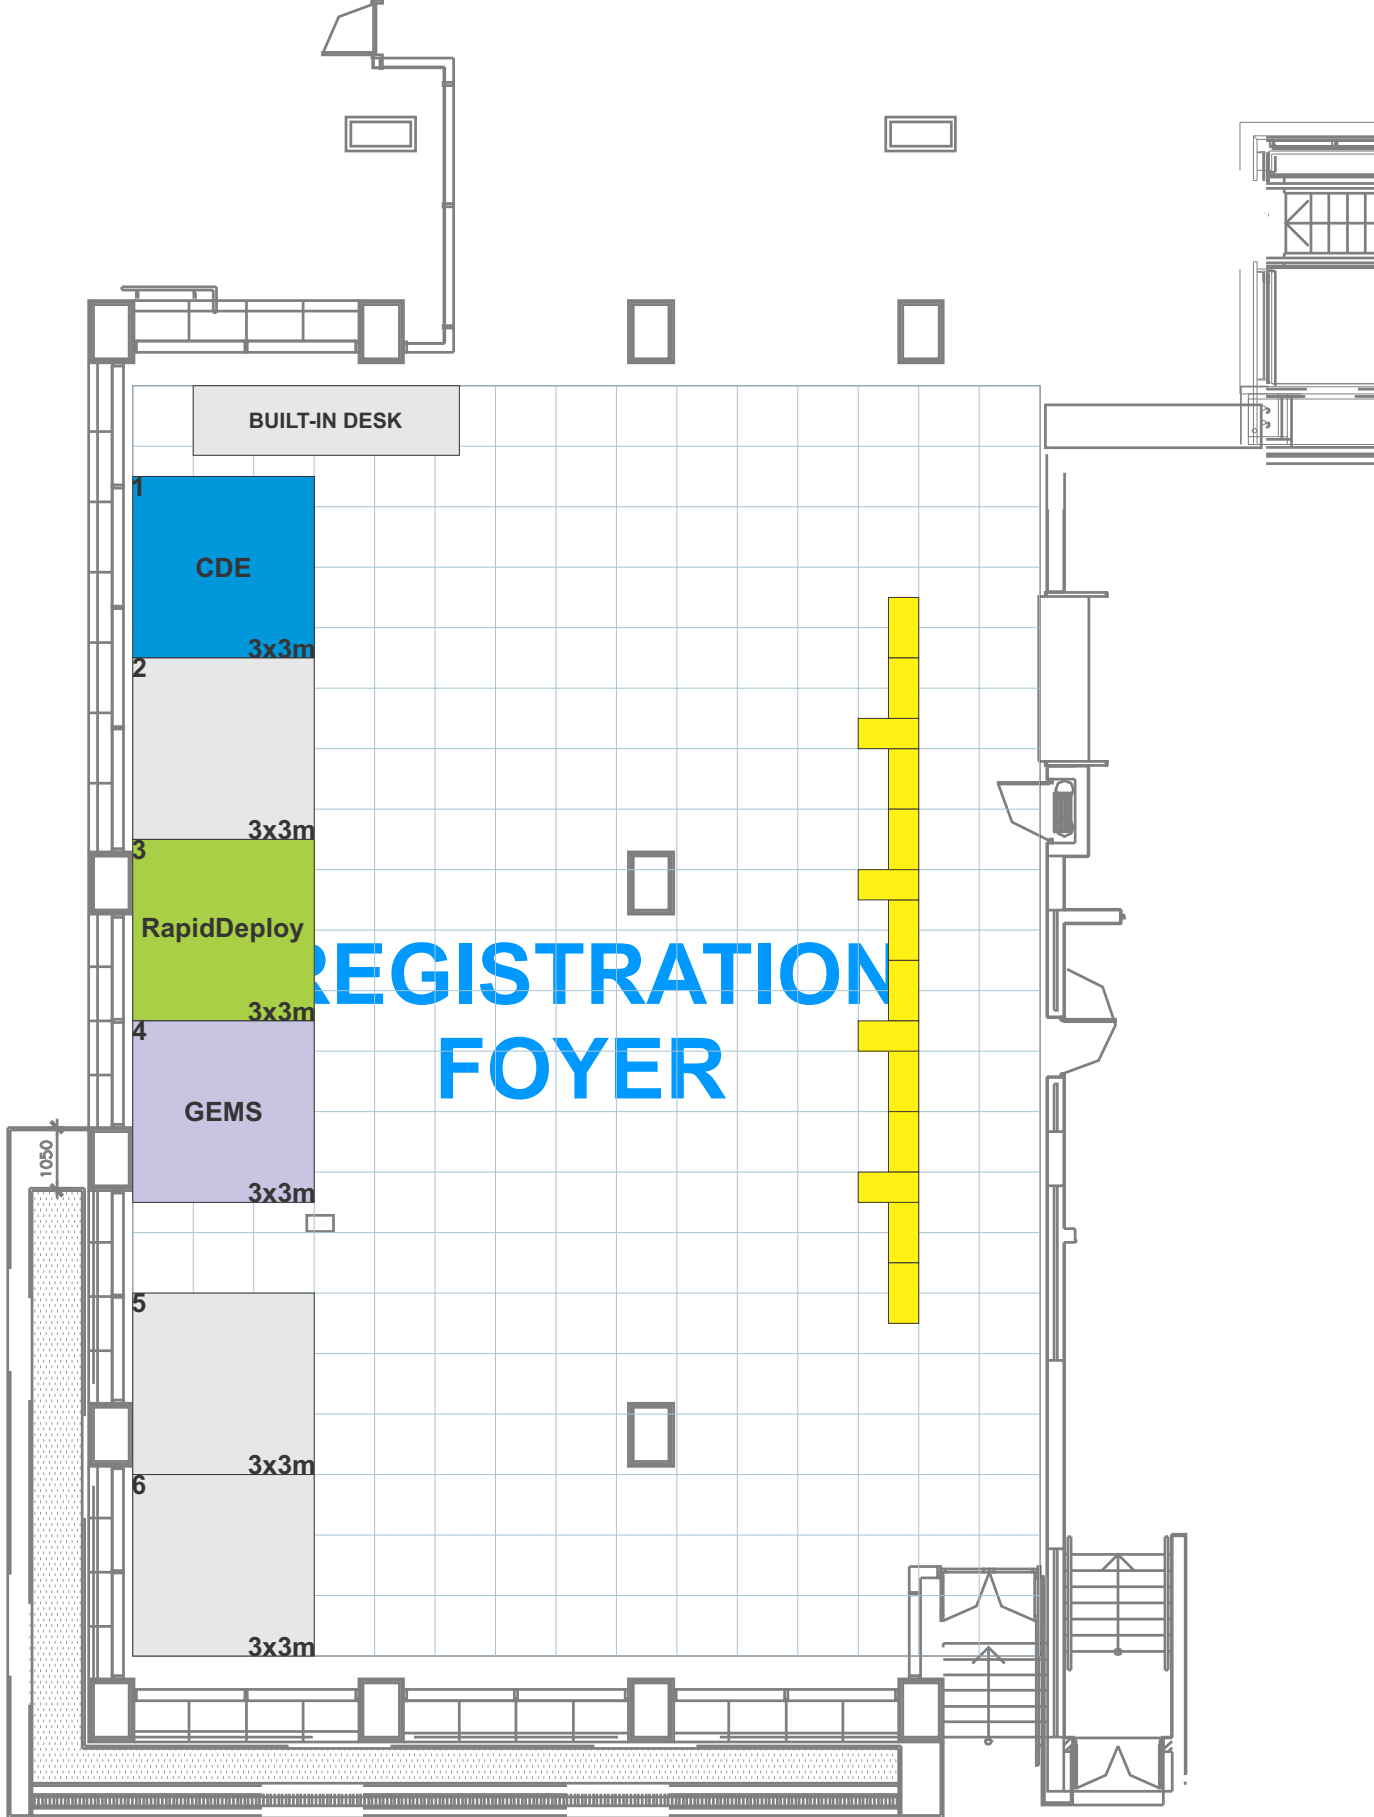 BUILT-IN DESK
1
CDE
3x3m
2
3x3m
3
RapidDeploy
3x3m
REGISTRATION
FOYER
4
GEMS
3x3m
1050
5
3x3m
6
3x3m